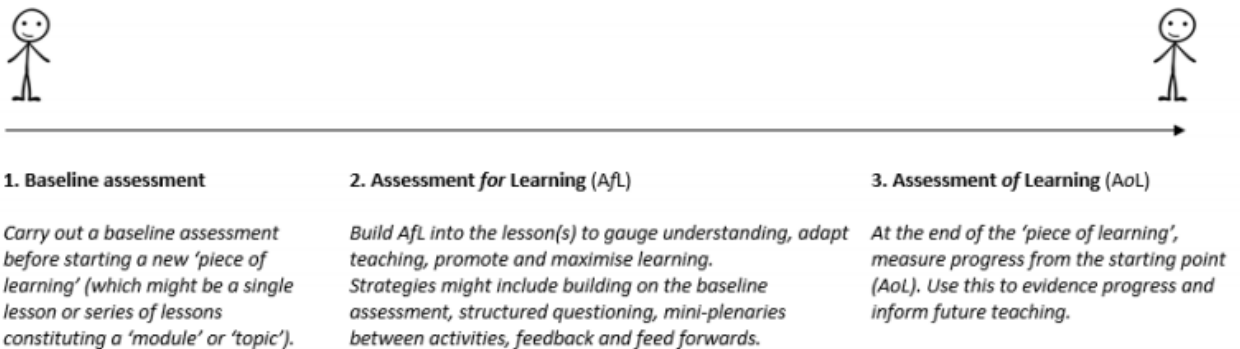 1. Baseline assessment
Carry out a baseline assessment
before starting a new ‘piece of
learning’ (which might be a single
lesson or series of lessons
constituting a ‘module’ or ‘topic’).
2. Assessment for Learning (AfL)
Build AfL into the lesson(s) to gauge understanding, adapt
teaching, promote and maximise learning.
Strategies might include building on the baseline
assessment, structured questioning, mini-plenaries
between activities, feedback and feed forwards.
3. Assessment of Learning (AoL)
At the end of the ‘piece of learning’,
measure progress from the starting point
(AoL). Use this to evidence progress and
inform future teaching.